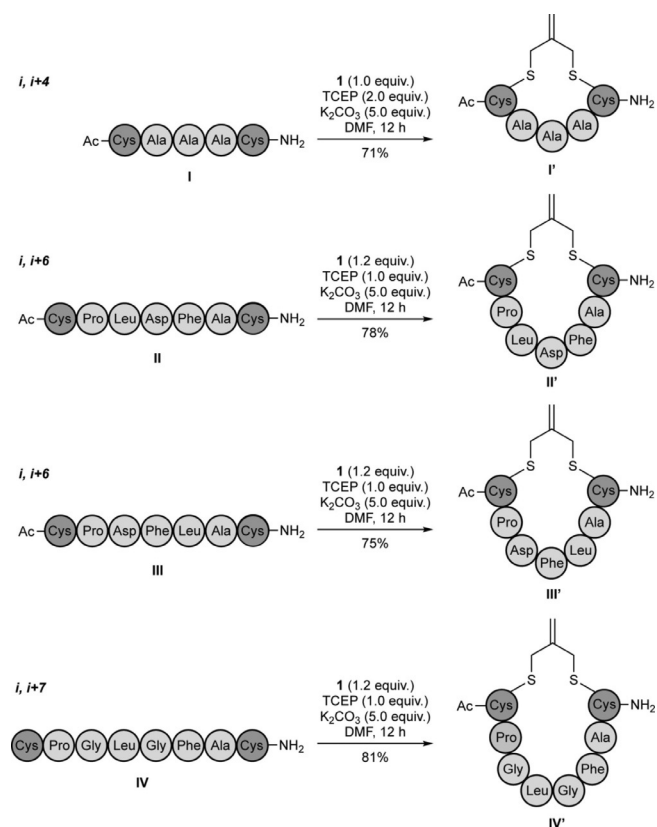 i, i+4
1 (1.0 equiv.)
TCEP (2.0 equiv.)
K2CO3 (5.0 equiv.)
DMF, 12 h
71%
Ac Cys Ala Ala Ala Cys NH2
I
S S
Ac Cys Ala Ala Ala Cys NH2
I'
i, i+6
1 (1.2 equiv.)
TCEP (1.0 equiv.)
K2CO3 (5.0 equiv.)
DMF, 12 h
78%
Ac Cys Pro Leu Asp Phe Ala Cys NH2
II
S S
Ac Cys Pro Leu Asp Phe Ala Cys NH2
II'
i, i+6
1 (1.2 equiv.)
TCEP (1.0 equiv.)
K2CO3 (5.0 equiv.)
DMF, 12 h
75%
Ac Cys Pro Asp Phe Leu Ala Cys NH2
III
S S
Ac Cys Pro Asp Phe Leu Ala Cys NH2
III'
i, i+7
1 (1.2 equiv.)
TCEP (1.0 equiv.)
K2CO3 (5.0 equiv.)
DMF, 12 h
81%
Cys Pro Gly Leu Gly Phe Ala Cys NH2
IV
S S
Ac Cys Pro Gly Leu Gly Phe Ala Cys NH2
IV'